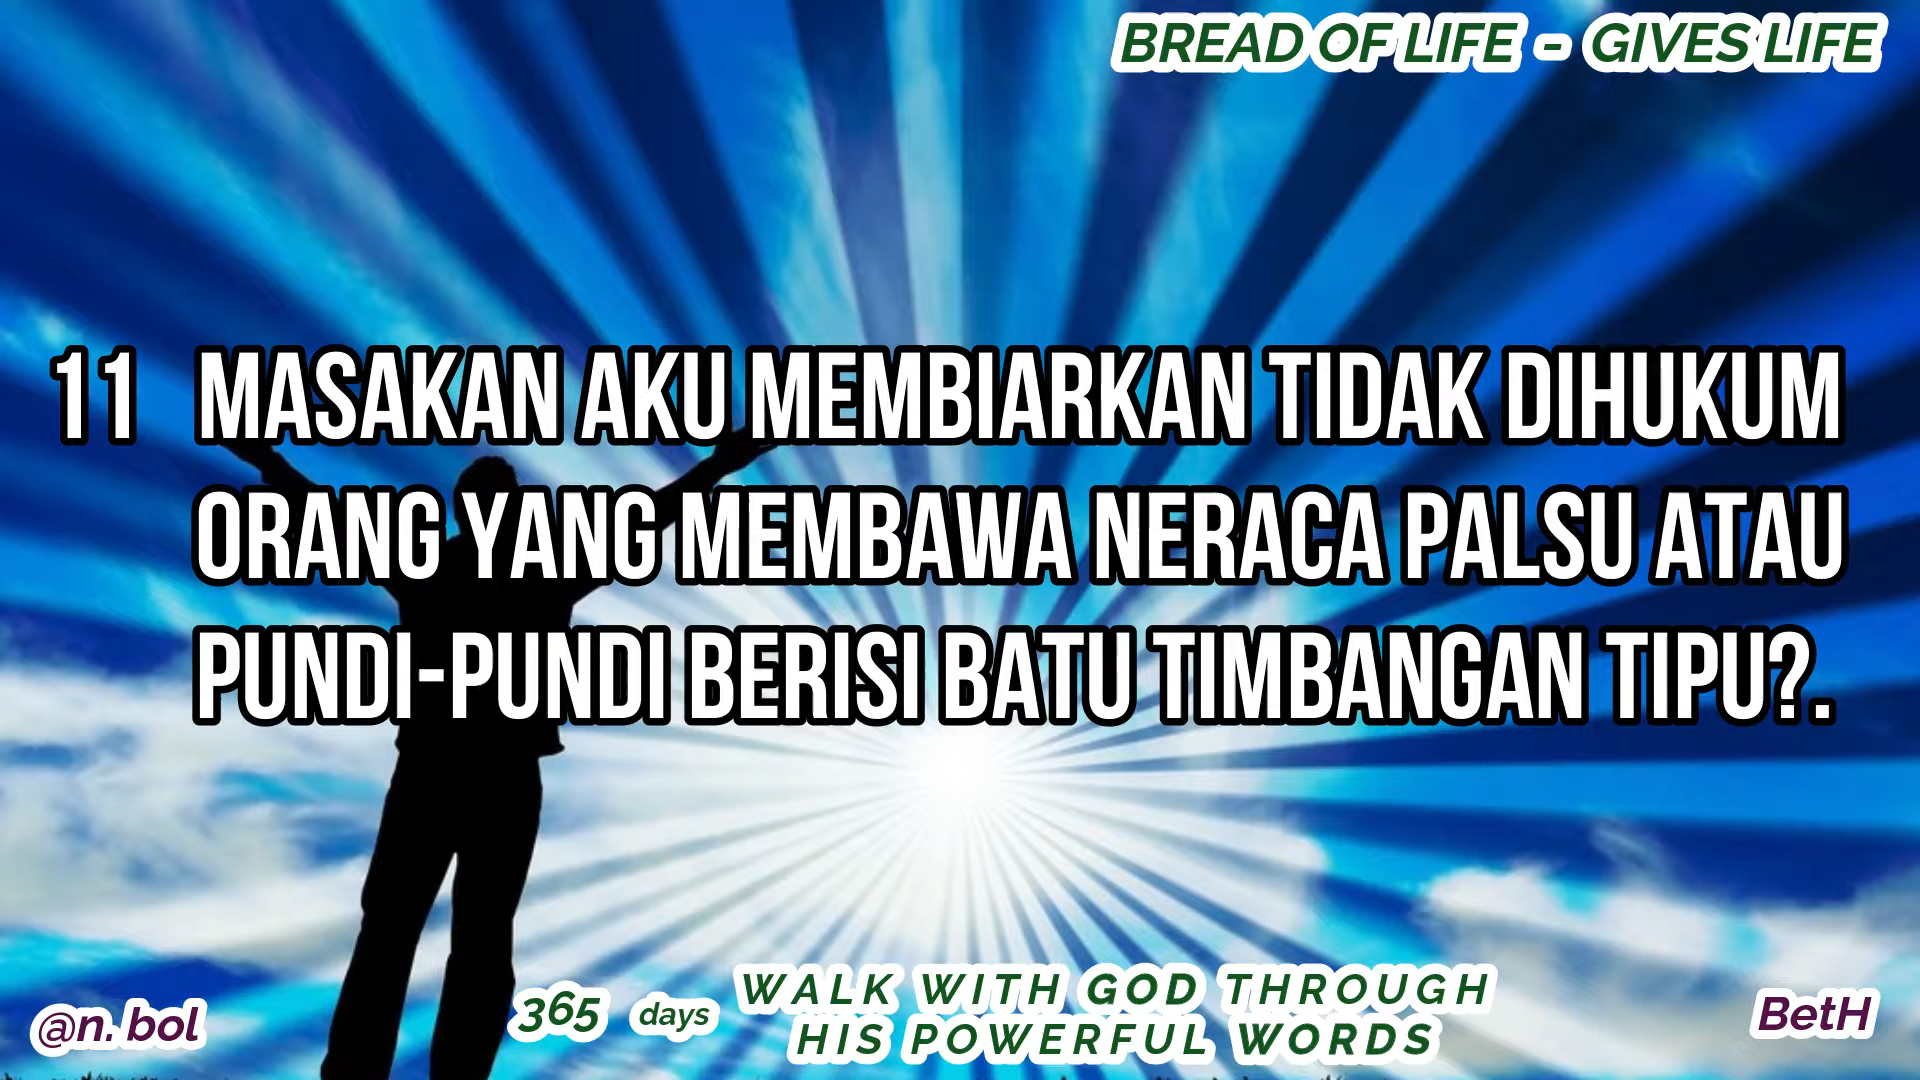 BREAD OF LIFE - GIVES LIFE
11 MASAKAN AKU MEMBIARKAN TIDAK DIHUKUM
ORANG YANG MEMBAWA NERACA PALSU ATAU
PUNDI-PUNDI BERISI BATU TIMBANGAN TIPU?.
@n. bol
365 days
WALK WITH GOD THROUGH
HIS POWERFUL WORDS
BetH